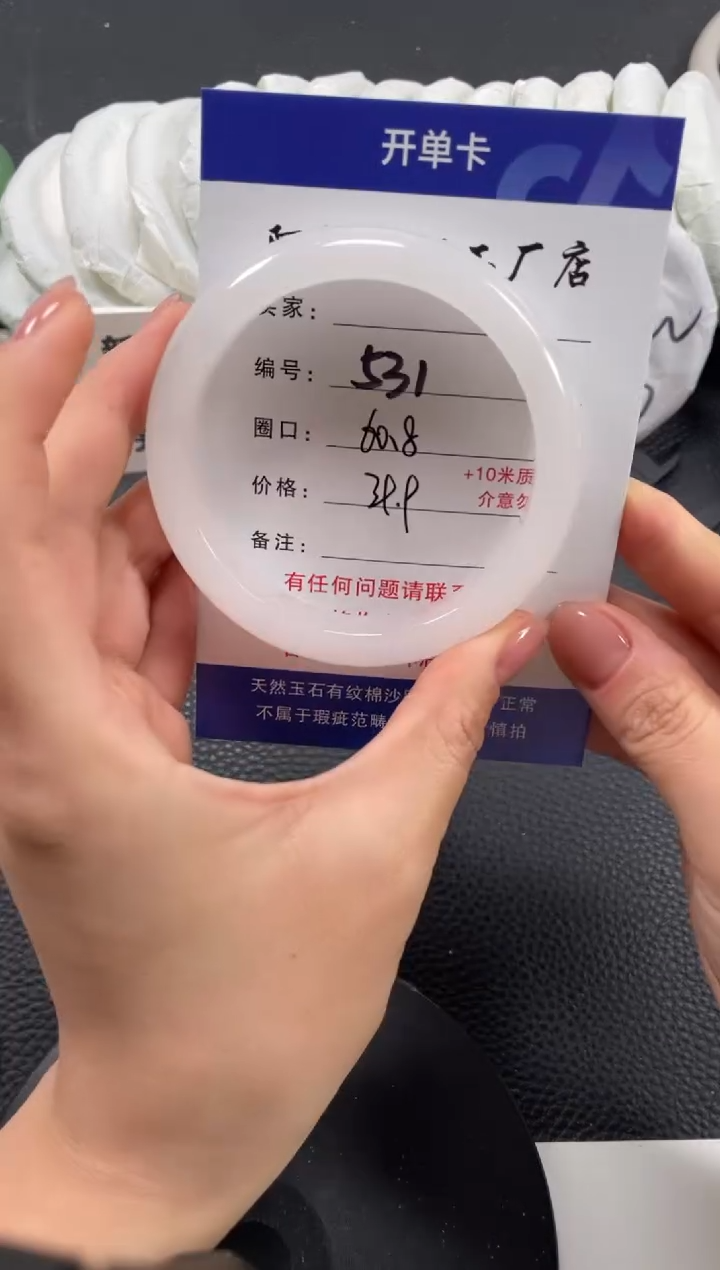 开单卡
厂店
卖家：
编号：531
圈口：60.8
价格：
+10米质
介意勿
备注：
有任何问题请联
天然玉石有纹棉沙 正常
不属于瑕疵范畴 慎拍